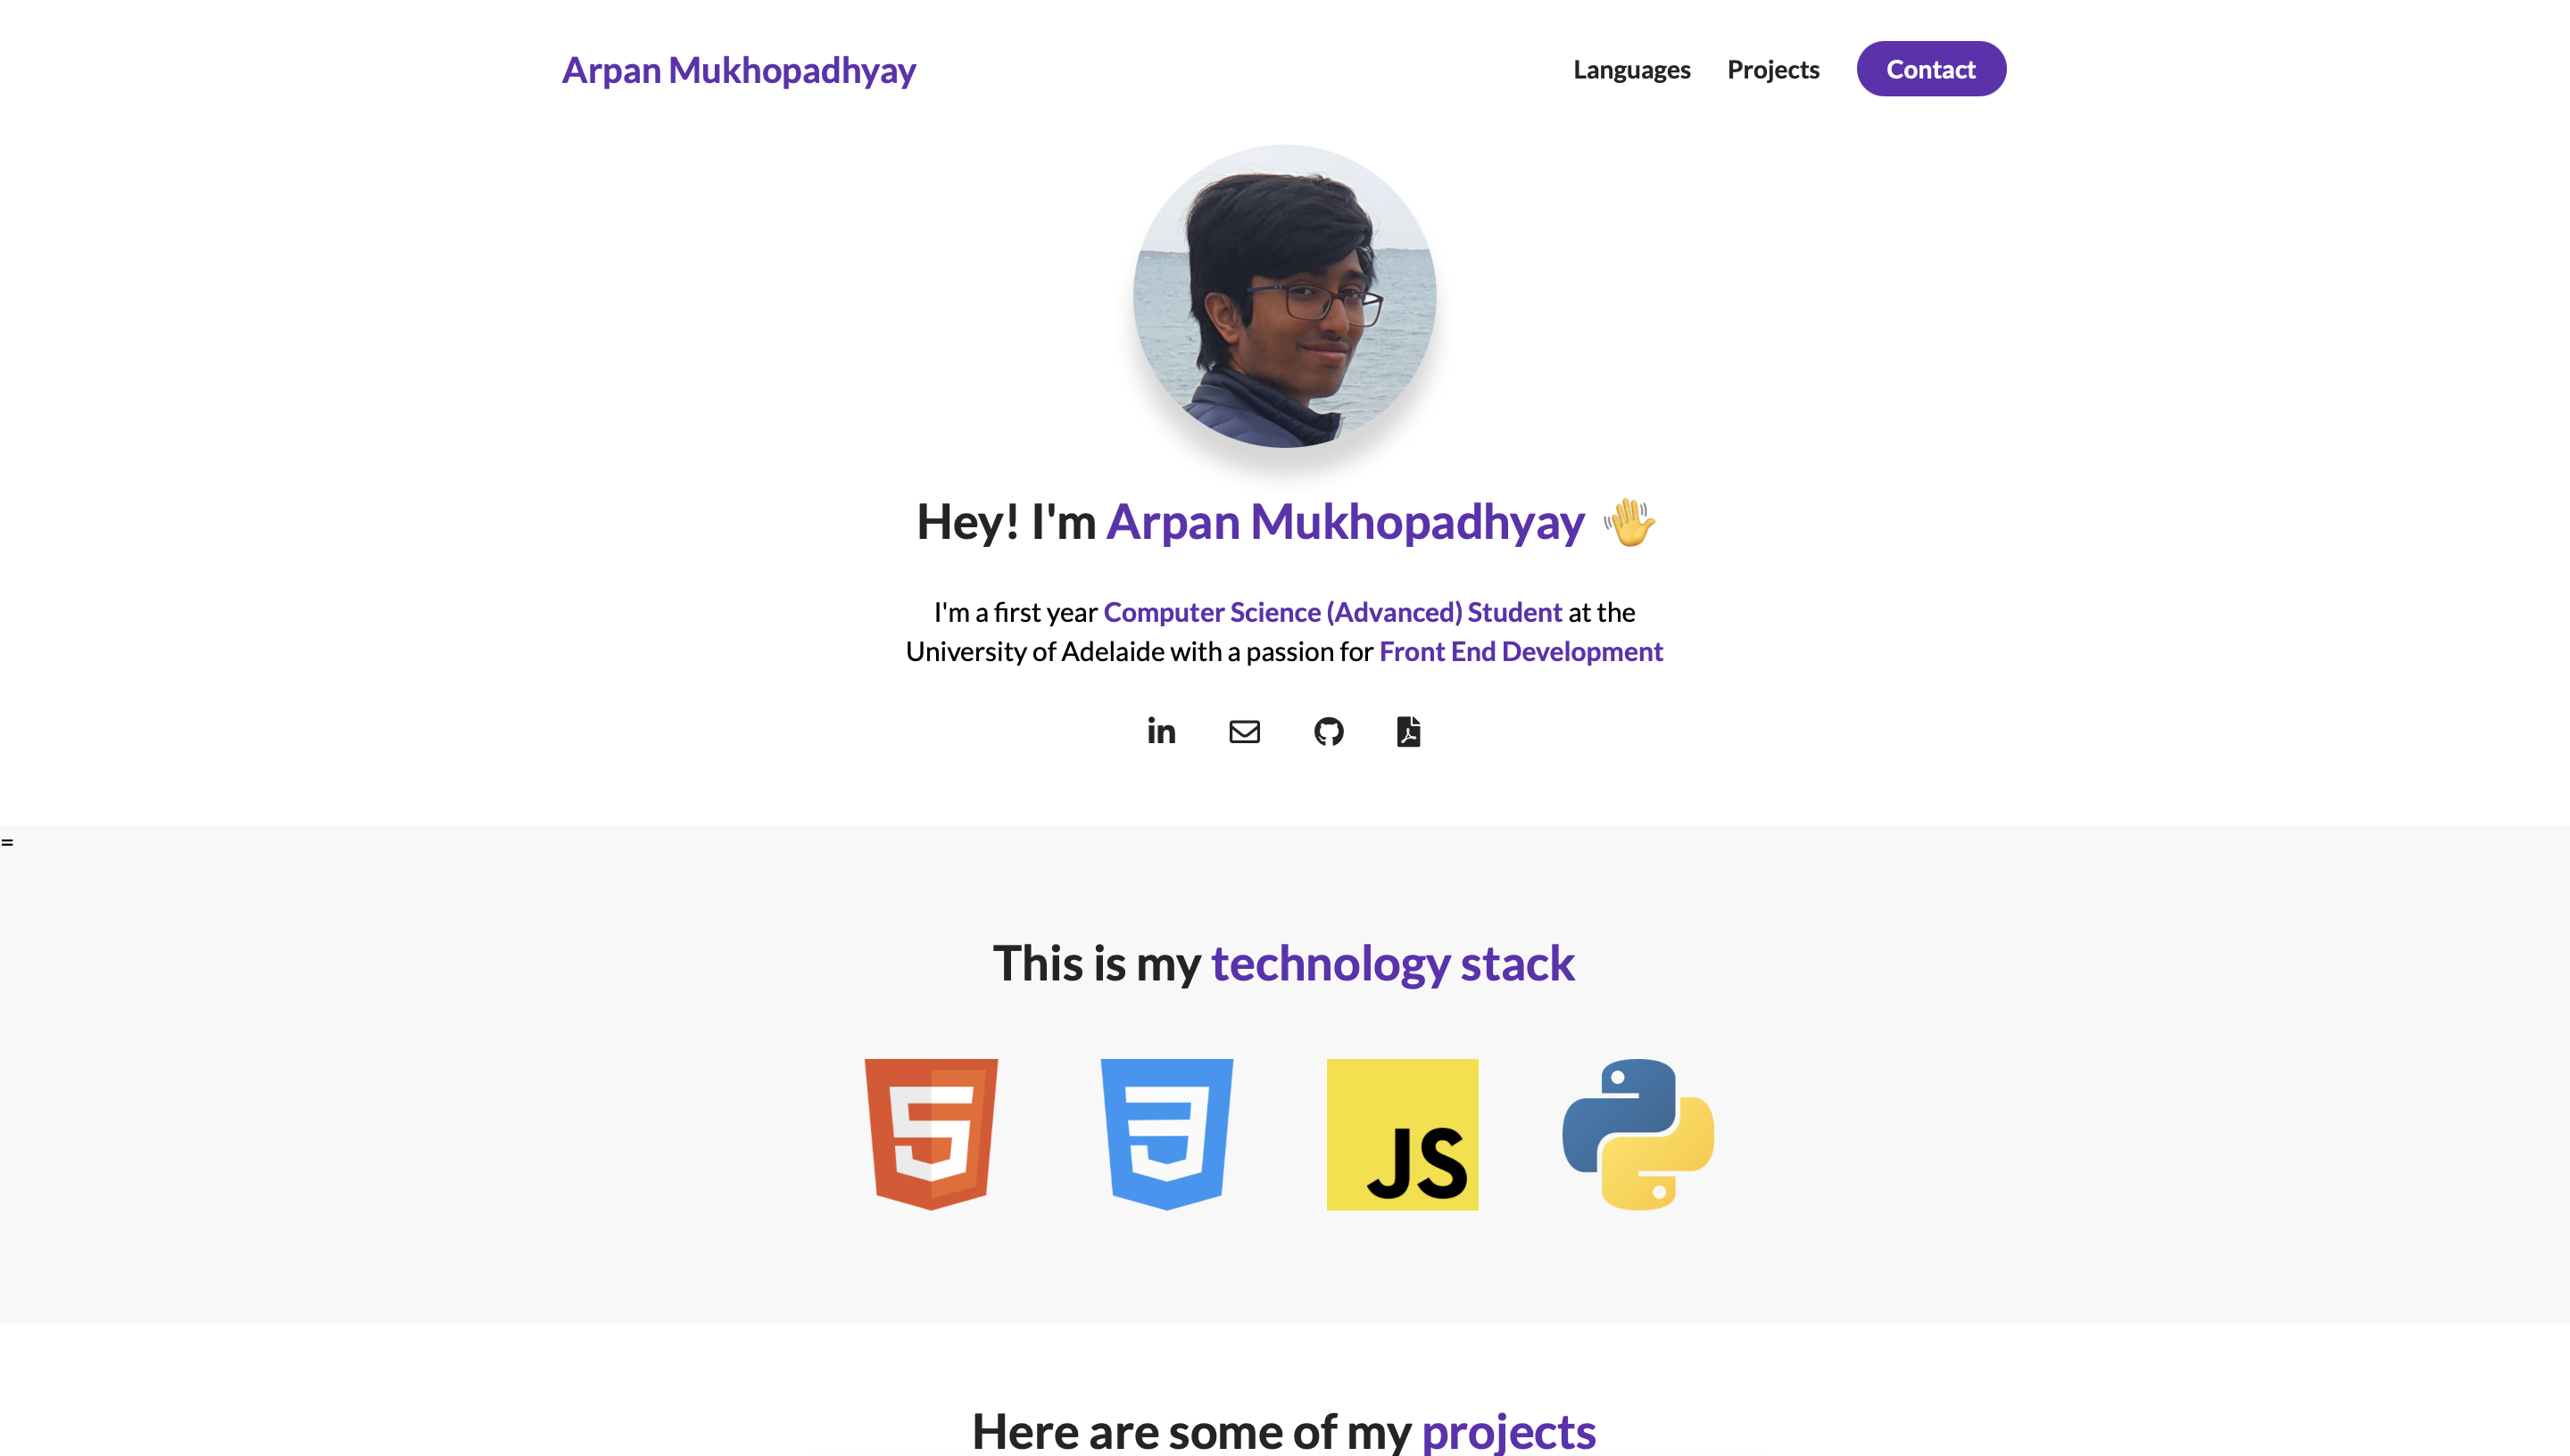 Arpan Mukhopadhyay
Languages Projects Contact
Hey! I'm Arpan Mukhopadhyay 👋
I'm a first year Computer Science (Advanced) Student at the
University of Adelaide with a passion for Front End Development
in
=
This is my technology stack
5 3 JS
Here are some of my projects